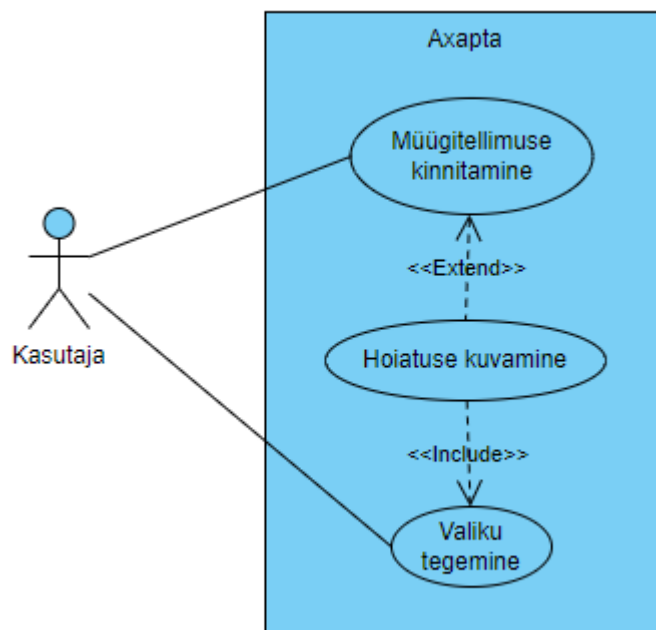 Axapta
Müügitellimuse
kinnitamine
<<Extend>>
Kasutaja
Hoiatuse kuvamine
<<Include>>
Valiku
tegemine